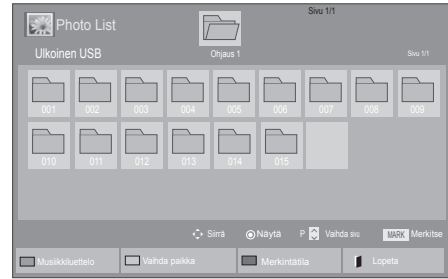 Sivu 1/1
Photo List
Ulkoinen USB
Ohjaus 1
Sivu 1/1
001 002 003 004 005 006 007 008 009
010 011 012 013 014 015
Siirrä Näytä P Vaihda sivu MARK Merkitse
Musiikkiluettelo Vaihda paikka Merkintätila Lopeta